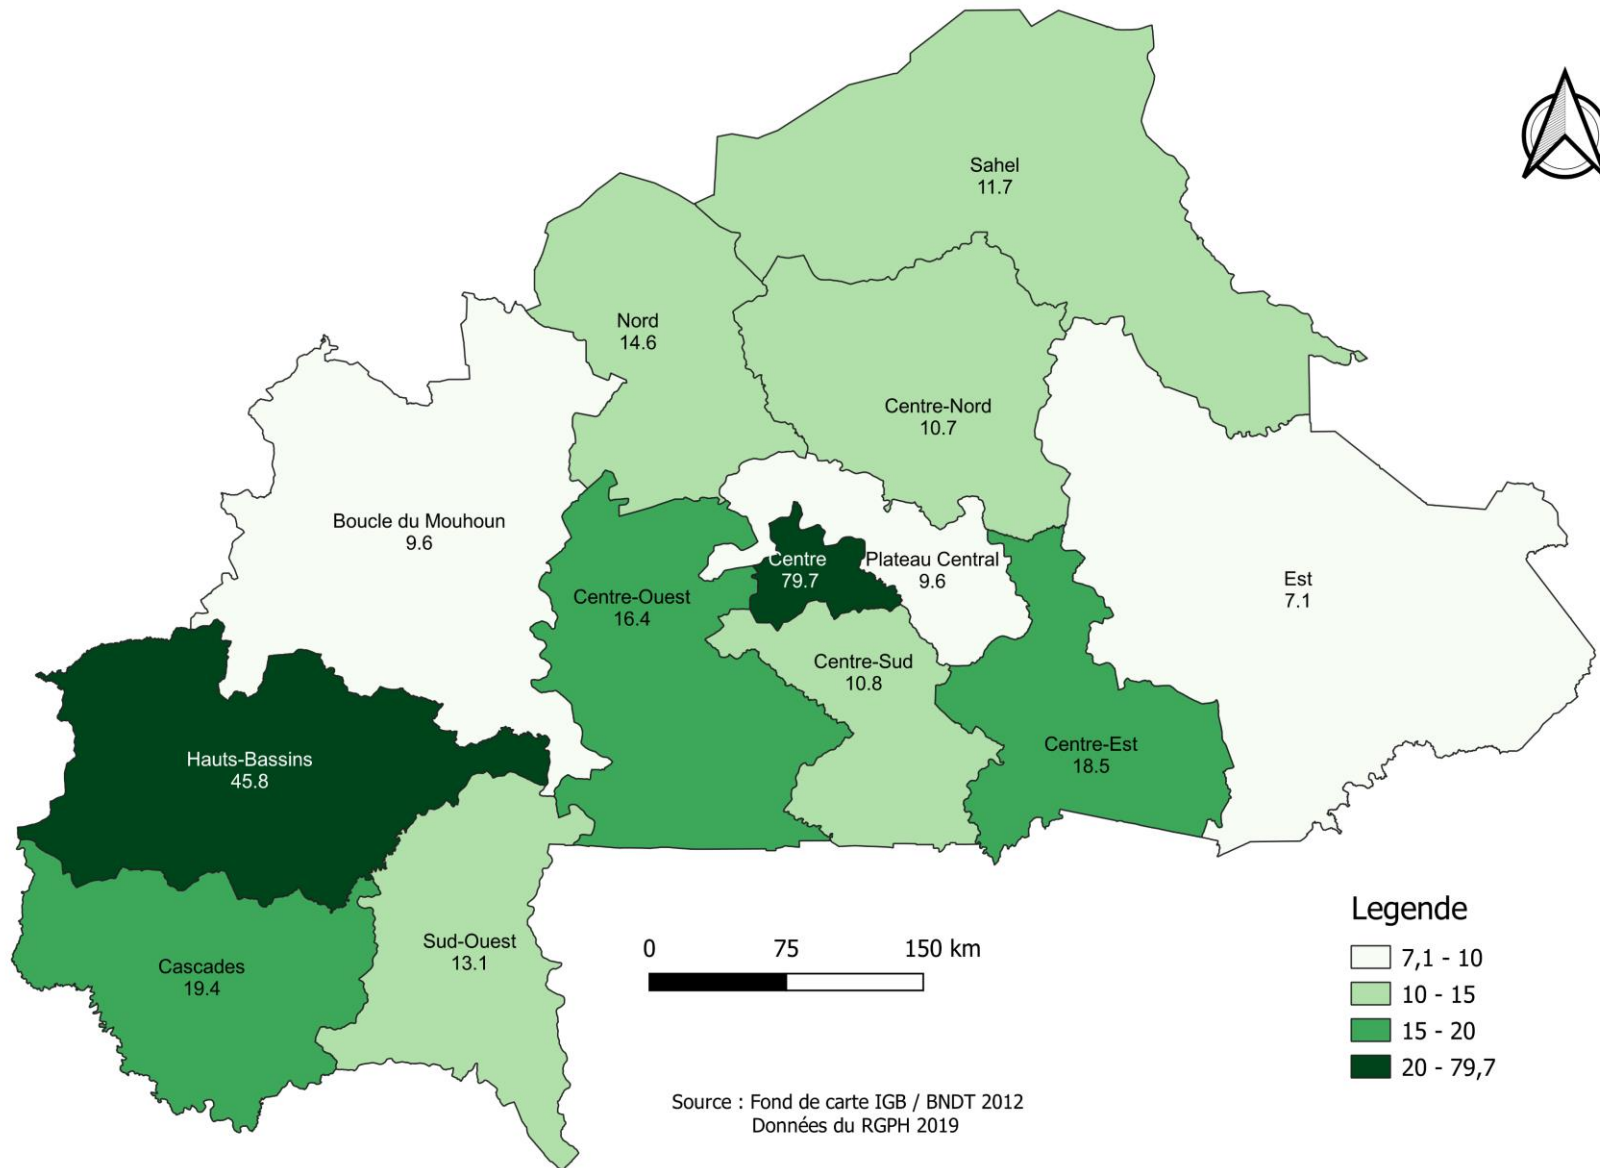 Sahel
11.7
Nord
14.6
Centre-Nord
10.7
Boucle du Mouhoun
9.6
Centre
79.7
Plateau Central
9.6
Est
7.1
Centre-Ouest
16.4
Centre-Sud
10.8
Centre-Est
18.5
Hauts-Bassins
45.8
Sud-Ouest
13.1
Cascades
19.4
0 75 150 km
Legende
7,1 - 10
10 - 15
15 - 20
20 - 79,7
Source : Fond de carte IGB / BNDT 2012
Données du RGPH 2019